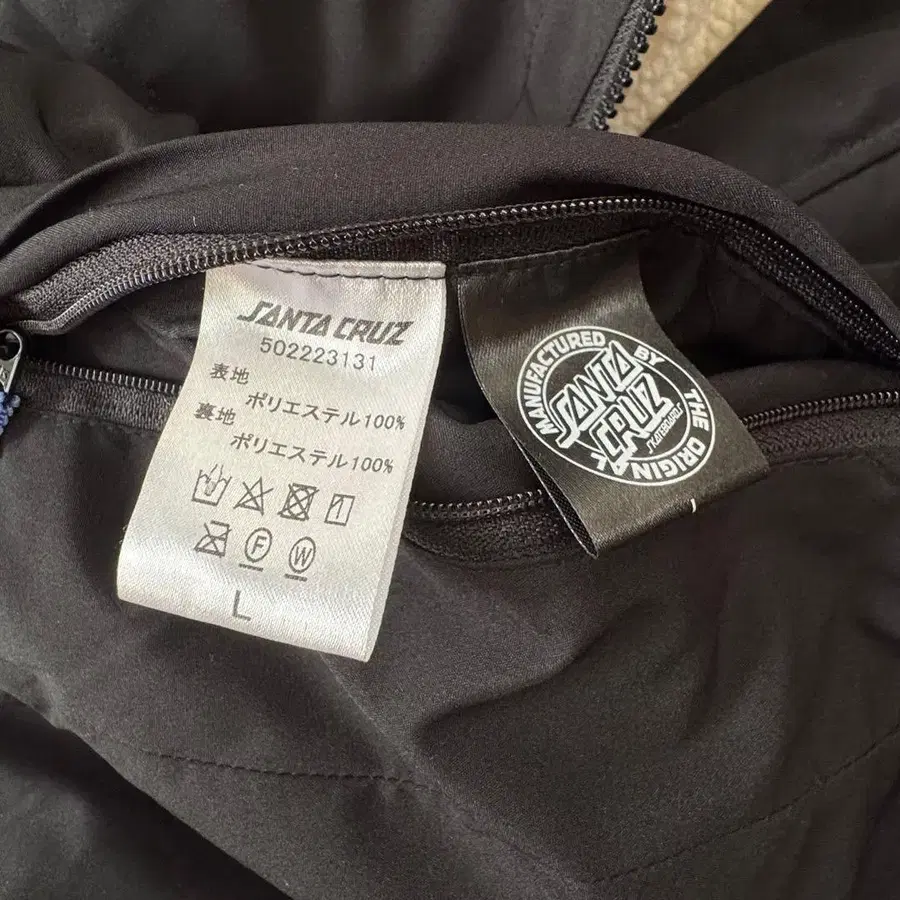 SANTA CRUZ
502223131
表地
ポリエステル100%
裏地
ポリエステル100%
F W
L
MANUFACTURED BY THE ORIGINAL
SANTA
CRUZ
SKATEBOARDS